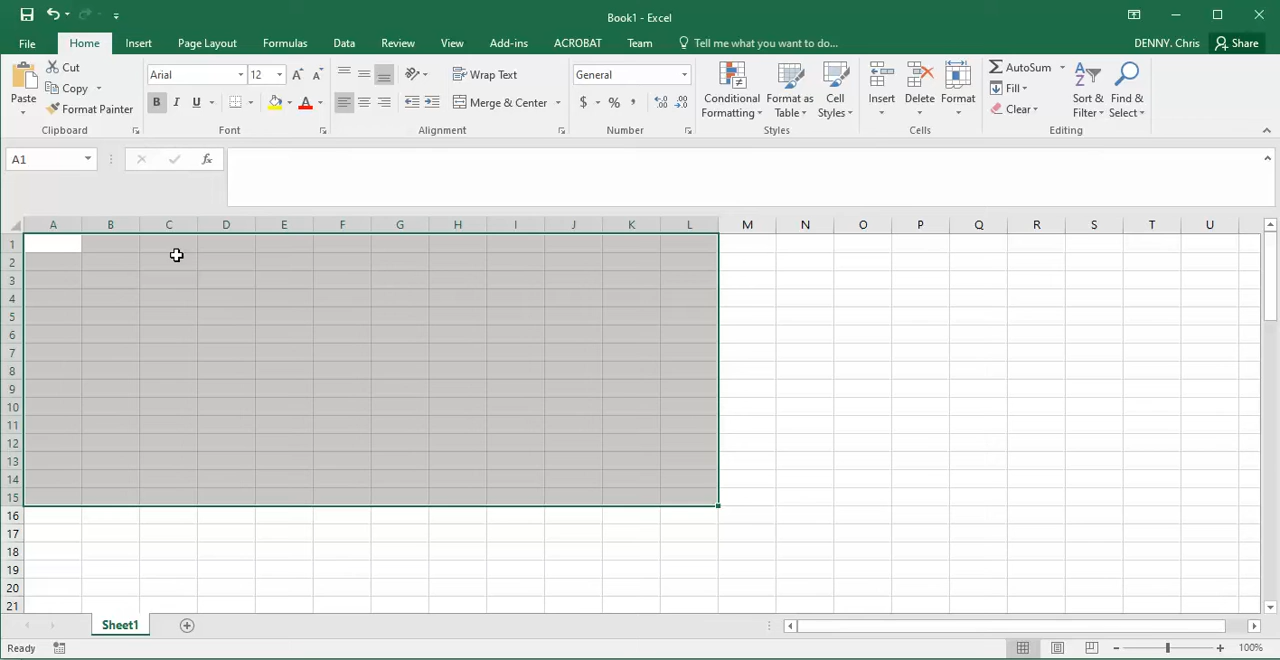 Book1 - Excel
File Home Insert Page Layout Formulas Data Review View Add-ins ACROBAT Team Tell me what you want to do... DENNY. Chris Share
Paste Cut Copy Format Painter
Clipboard
Arial 12
B I U A
Font
Wrap Text
Merge & Center
Alignment
General
$ % ,
Number
Conditional Formatting Format as Table Cell Styles
Styles
Insert Delete Format
Cells
AutoSum
Fill
Clear
Sort & Filter Find & Select
Editing
A1 fx
A B C D E F G H I J K L M N O P Q R S T U
1
2
3
4
5
6
7
8
9
10
11
12
13
14
15
16
17
18
19
20
21
Sheet1
Ready 100%